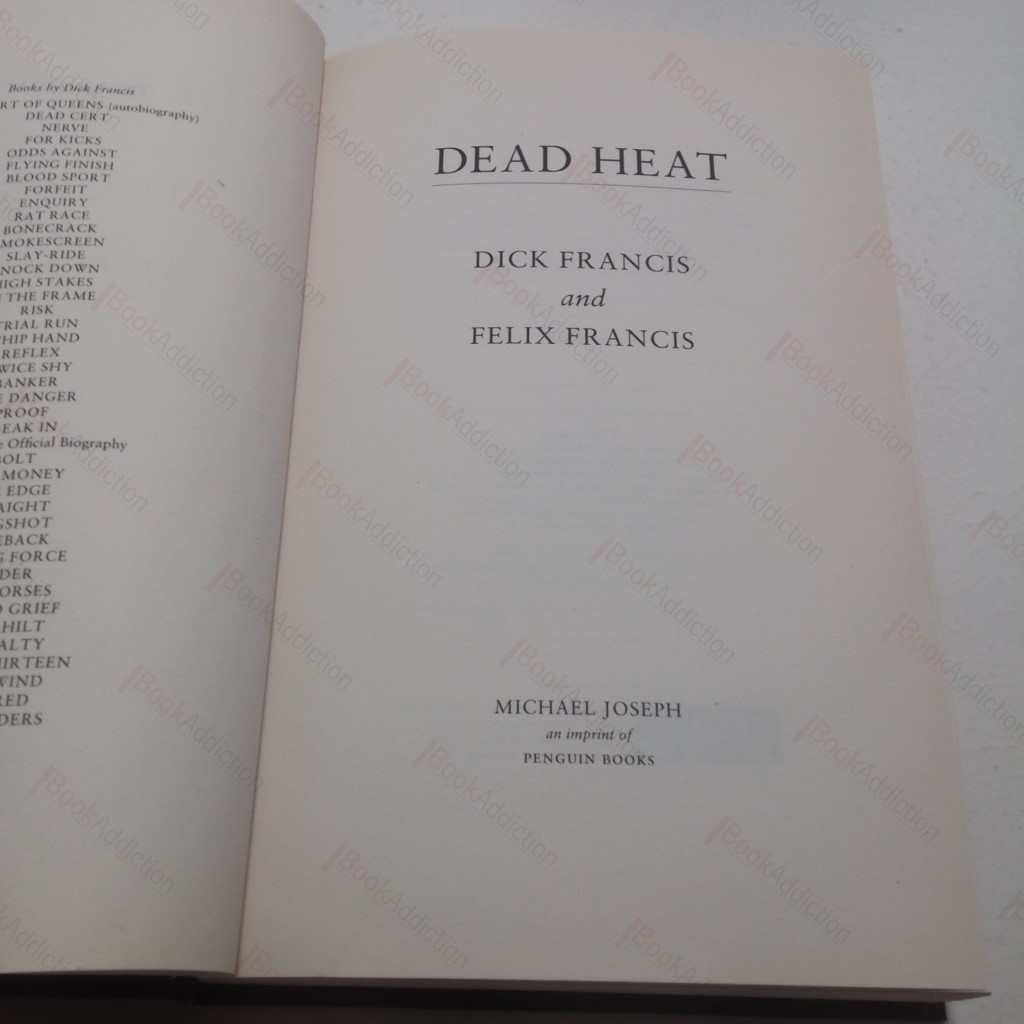 Books by Dick Francis
RT OF QUEENS (autobiography)
DEAD CERT
NERVE
FOR KICKS
ODDS AGAINST
FLYING FINISH
BLOOD SPORT
FORFEIT
ENQUIRY
RAT RACE
BONECRACK
MOKESCREEN
SLAY-RIDE
NOCK DOWN
HIGH STAKES
THE FRAME
RISK
TRIAL RUN
HIP HAND
REFLEX
WICE SHY
BANKER
E DANGER
PROOF
EAK IN
e Official Biography
BOLT
MONEY
EDGE
AIGHT
GSHOT
EBACK
G FORCE
DER
ORSES
O GRIEF
HILT
ALTY
IRTEEN
WIND
RED
DERS
DEAD HEAT
DICK FRANCIS
and
FELIX FRANCIS
MICHAEL JOSEPH
an imprint of
PENGUIN BOOKS
BookAddiction